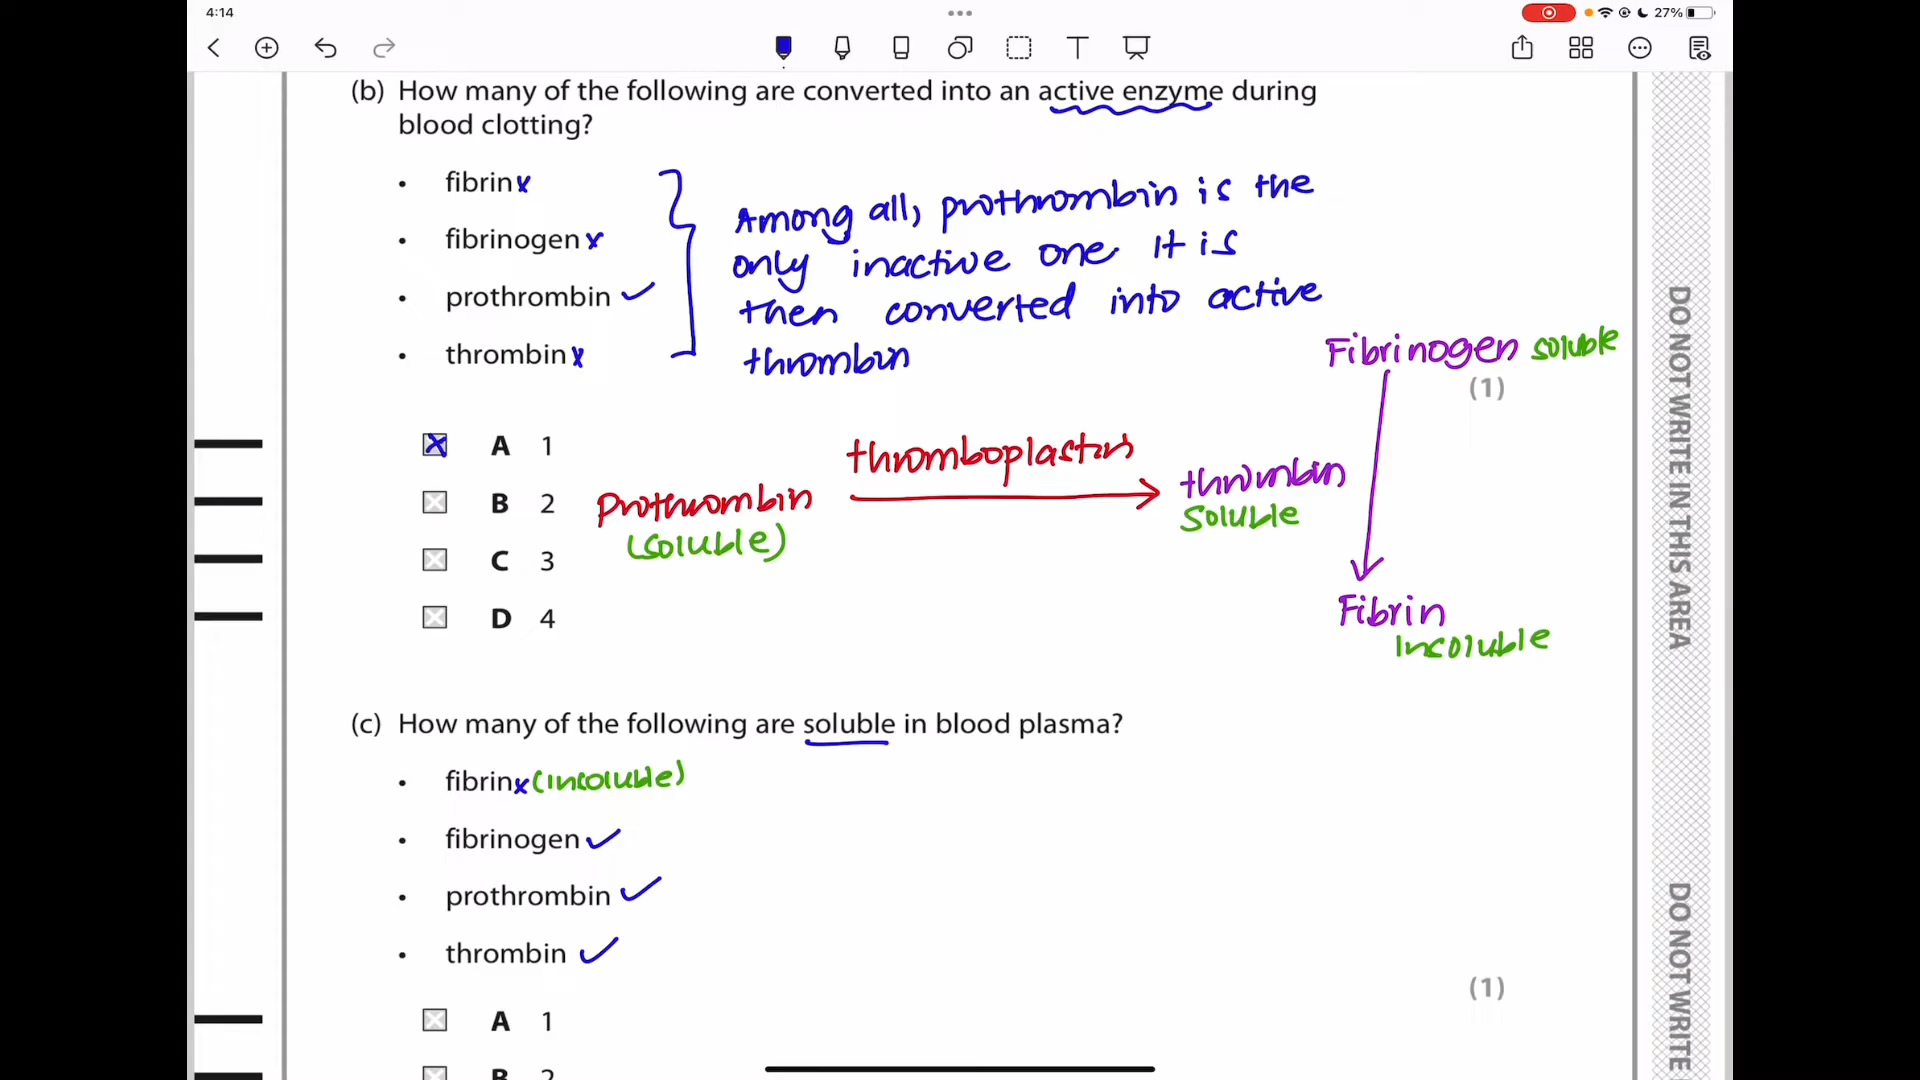 4:14
27%
(b) How many of the following are converted into an active enzyme during
blood clotting?
• fibrin x
• fibrinogen x
• prothrombin ✓
• thrombin x
Among all, prothrombin is the
only inactive one It is
then converted into active
thrombin
Fibrinogen soluble
(1)
A 1
B 2
C 3
D 4
Prothrombin
(soluble)
thromboplastin
thrombin
soluble
Fibrin
Insoluble
(c) How many of the following are soluble in blood plasma?
• fibrin x (insoluble)
• fibrinogen ✓
• prothrombin ✓
• thrombin ✓
(1)
A 1
B 2
DO NOT WRITE IN THIS AREA
DO NOT WRITE